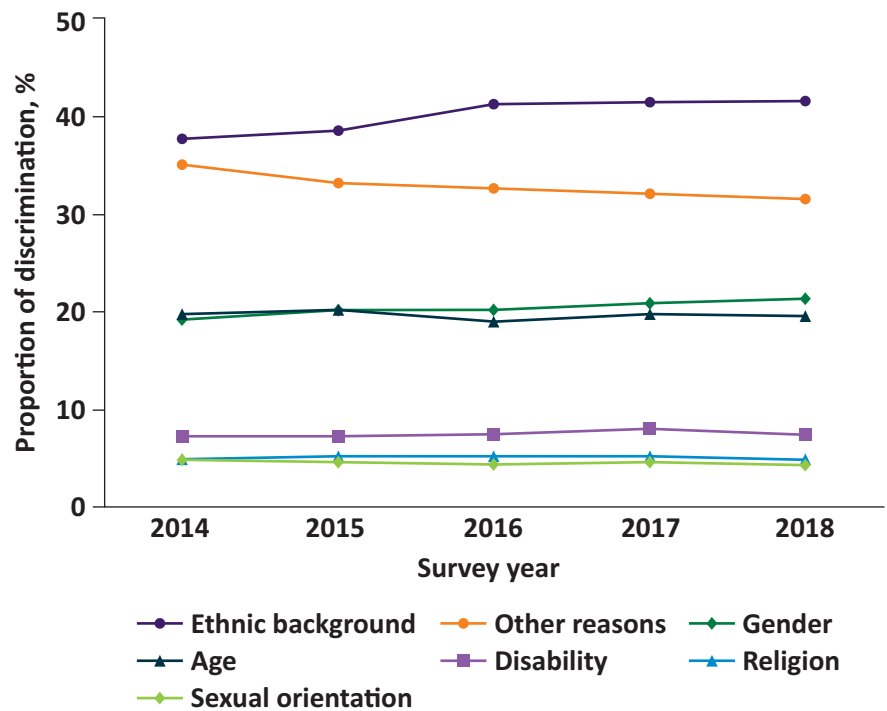 50
40
30
20
10
0
Proportion of discrimination, %
2014 2015 2016 2017 2018
Survey year
Ethnic background Other reasons Gender
Age Disability Religion
Sexual orientation